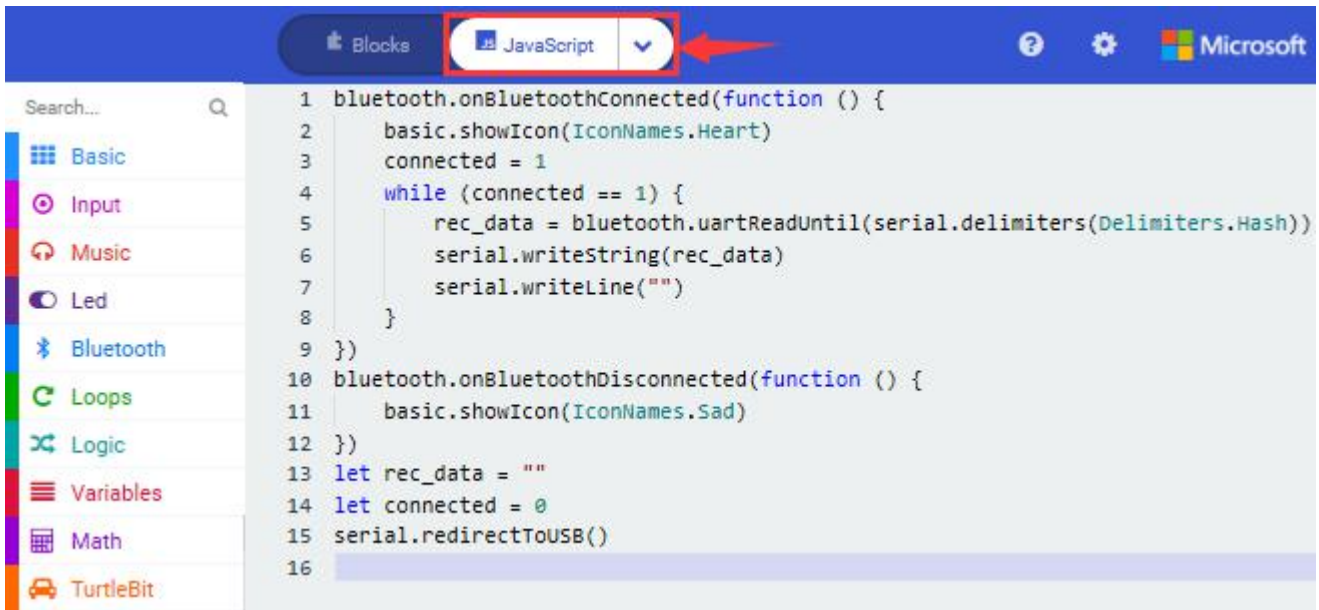 Blocks
JS JavaScript
Microsoft
Search...
Basic
Input
Music
Led
Bluetooth
Loops
Logic
Variables
Math
TurtleBit
1 bluetooth.onBluetoothConnected(function () {
2     basic.showIcon(IconNames.Heart)
3     connected = 1
4     while (connected == 1) {
5         rec_data = bluetooth.uartReadUntil(serial.delimiters(Delimiters.Hash))
6         serial.writeString(rec_data)
7         serial.writeLine("")
8     }
9 })
10 bluetooth.onBluetoothDisconnected(function () {
11     basic.showIcon(IconNames.Sad)
12 })
13 let rec_data = ""
14 let connected = 0
15 serial.redirectToUSB()
16